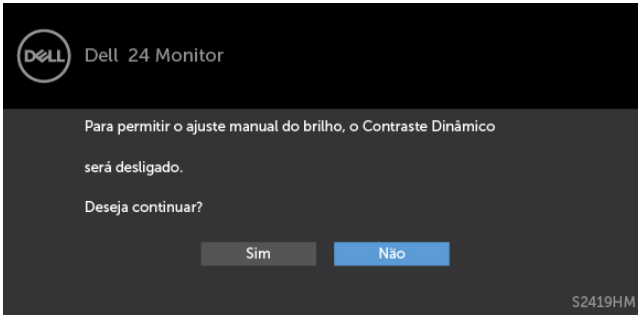 DELL
Dell 24 Monitor
Para permitir o ajuste manual do brilho, o Contraste Dinâmico
será desligado.
Deseja continuar?
Sim
Não
S2419HM